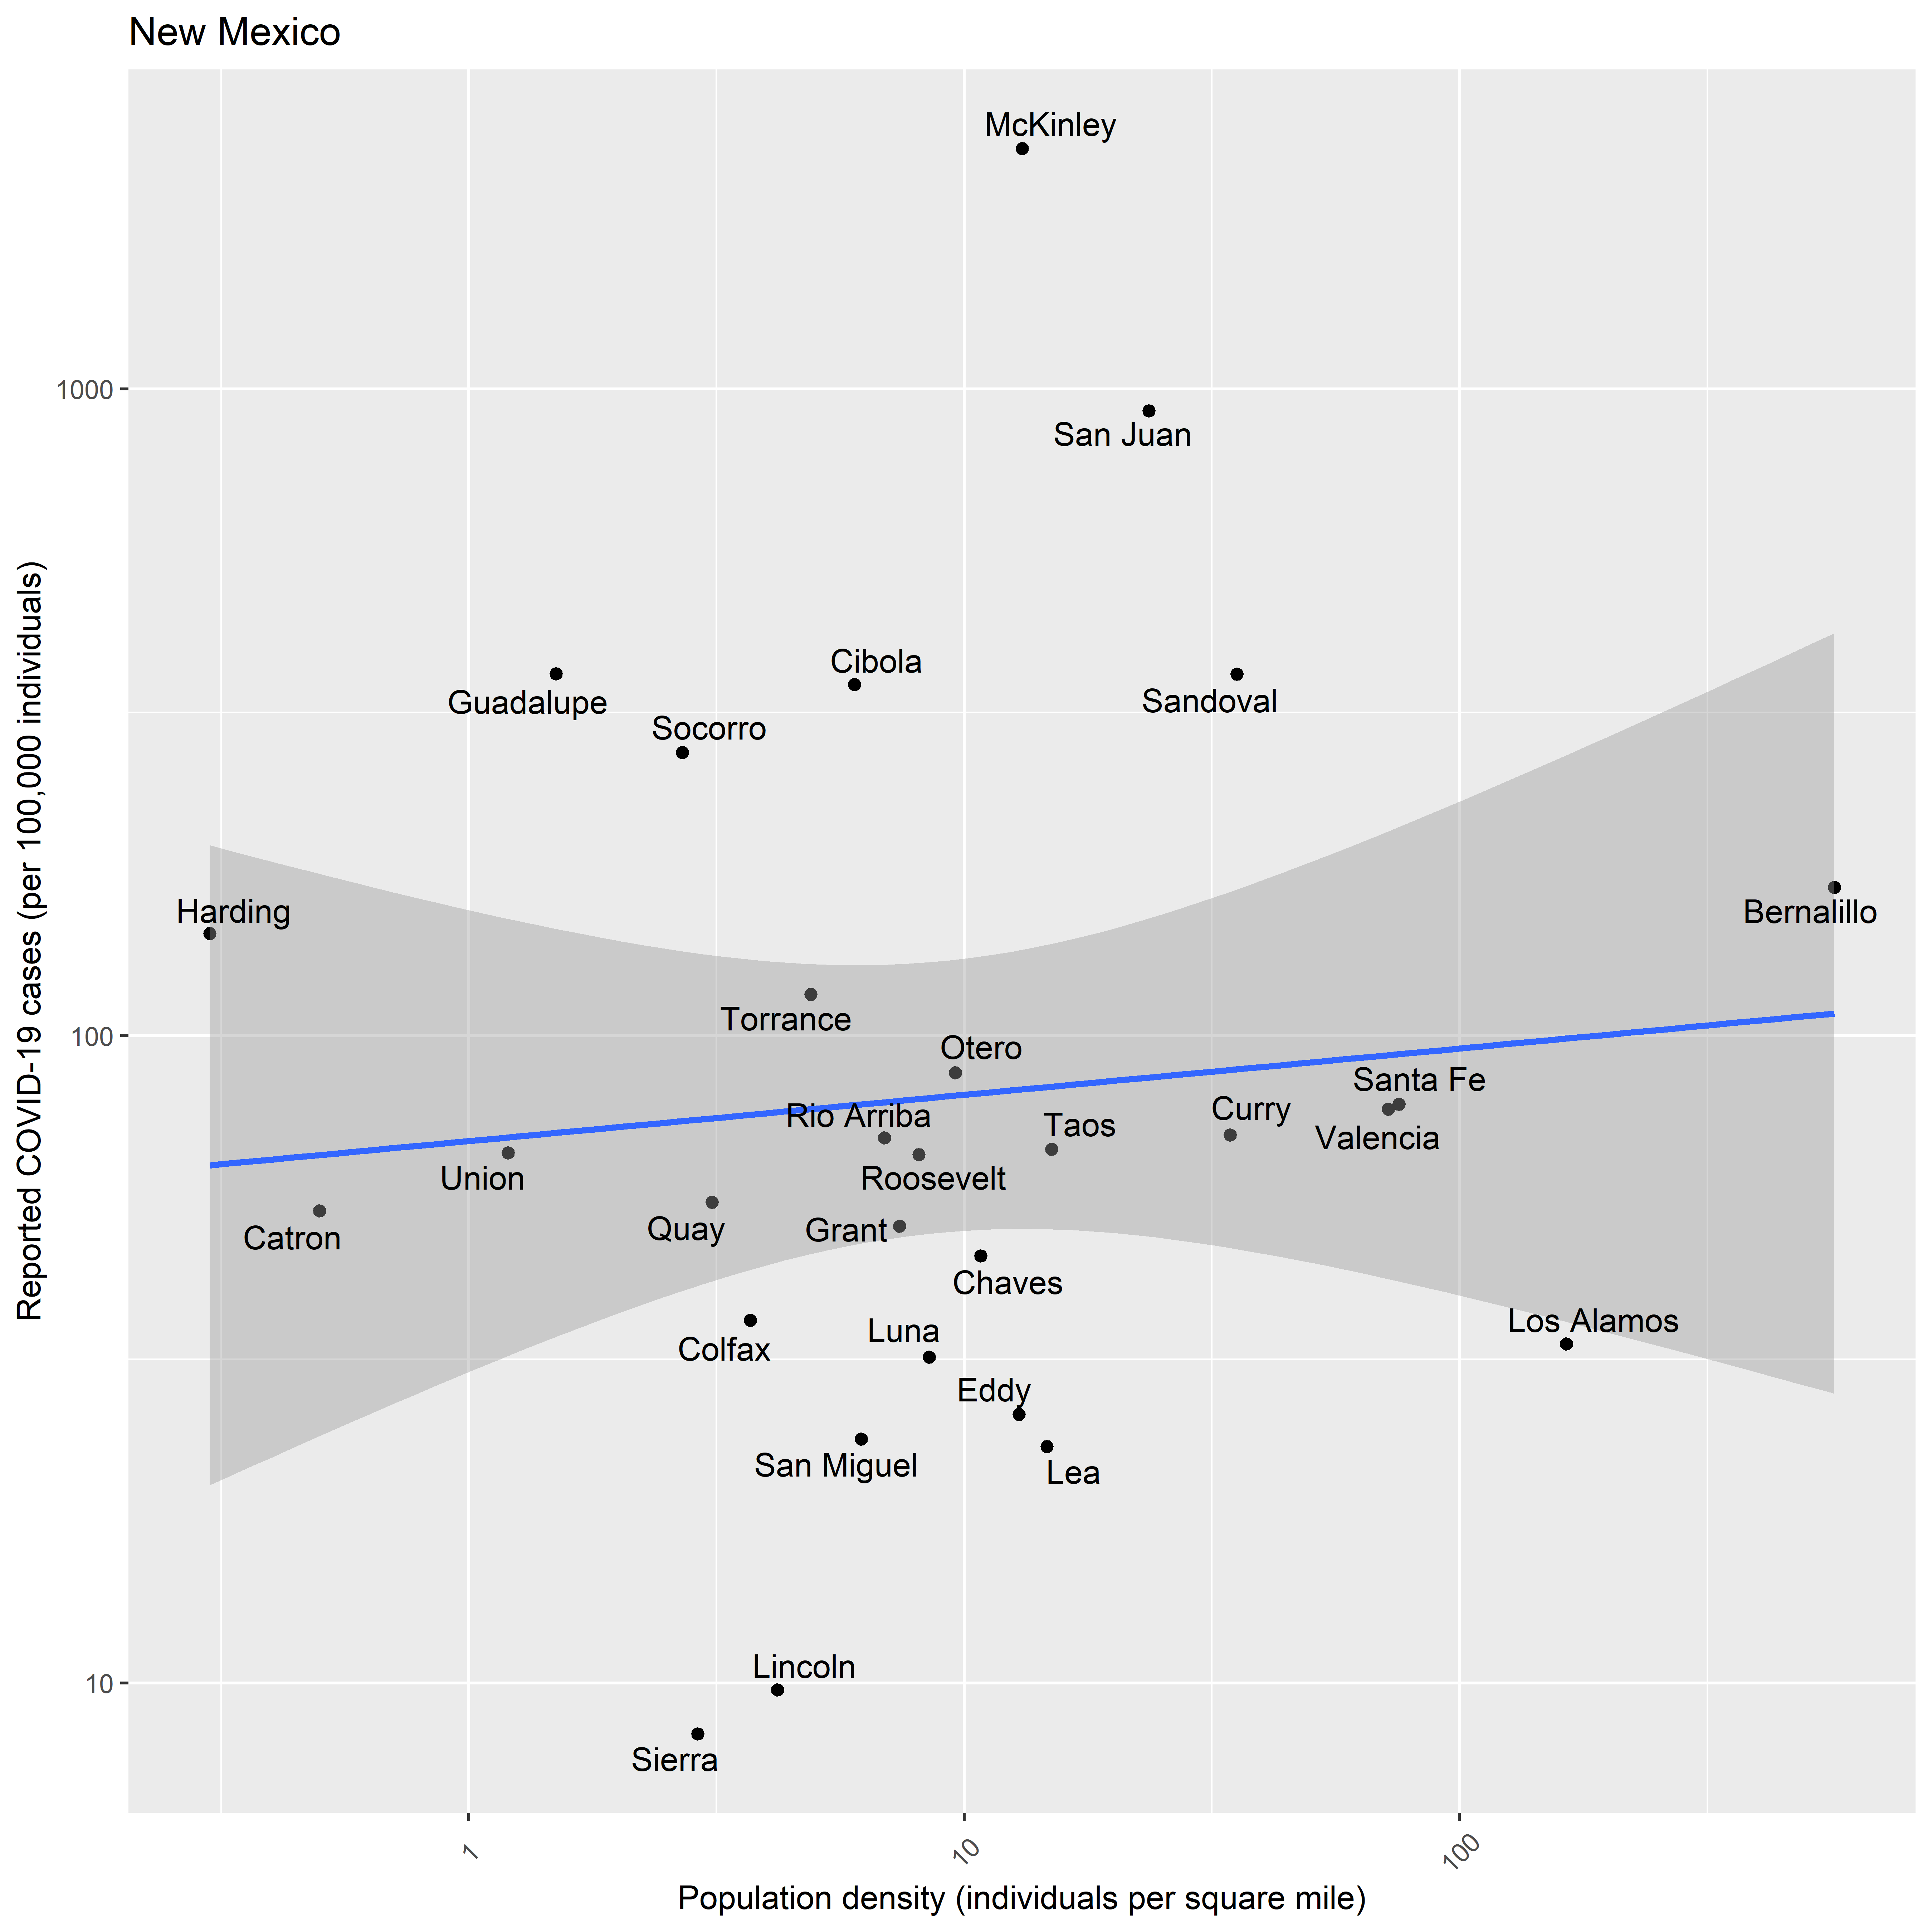 New Mexico
McKinley
1000
San Juan
Cibola
Guadalupe
Sandoval
Socorro
Harding
Bernalillo
Torrance
100
Otero
Santa Fe
Rio Arriba
Curry
Taos
Valencia
Union
Roosevelt
Quay
Grant
Catron
Chaves
Los Alamos
Luna
Colfax
Eddy
San Miguel
Lea
Lincoln
10
Sierra
1
10
100
Population density (individuals per square mile)
Reported COVID-19 cases (per 100,000 individuals)